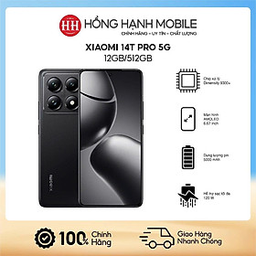 HH
HỒNG HẠNH MOBILE
CHÍNH HÃNG - UY TÍN - CHẤT LƯỢNG
XIAOMI 14T PRO 5G
12GB/512GB
Chip xử lý
Dimensity 9300+
Màn hình
AMOLED
6.67 inch
Dung lượng pin
5000 mAh
Hỗ trợ sạc tối đa
120 W
xiaomi
100% Chính Hãng
Giao Hàng
Nhanh Chóng